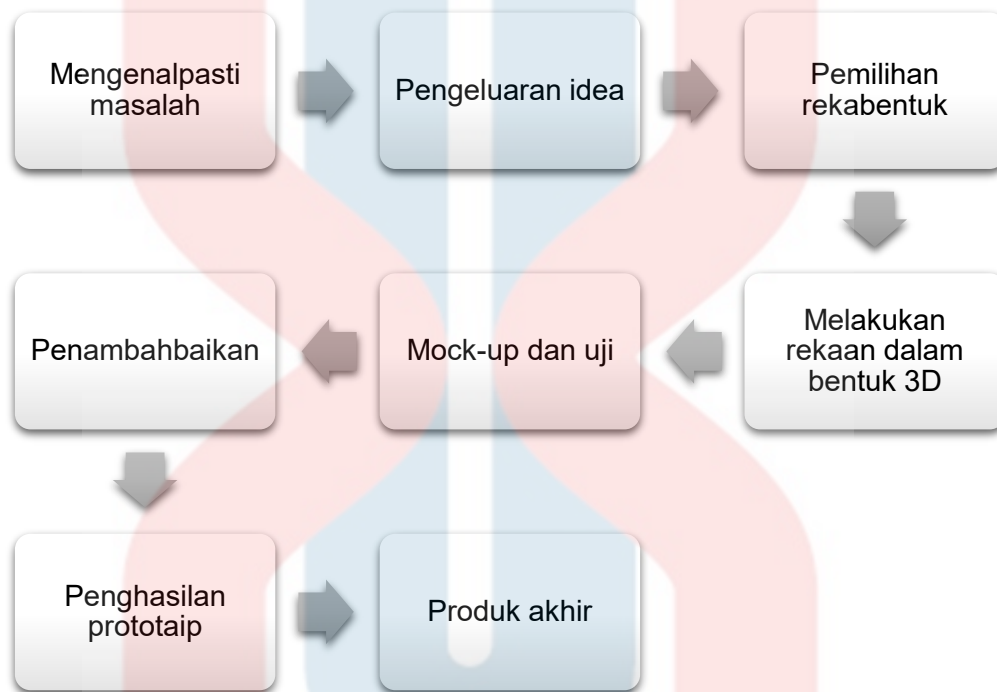 Mengenalpasti
masalah
Pengeluaran idea
Pemilihan
rekabentuk
Melakukan
rekaan dalam
bentuk 3D
Mock-up dan uji
Penambahbaikan
Penghasilan
prototaip
Produk akhir